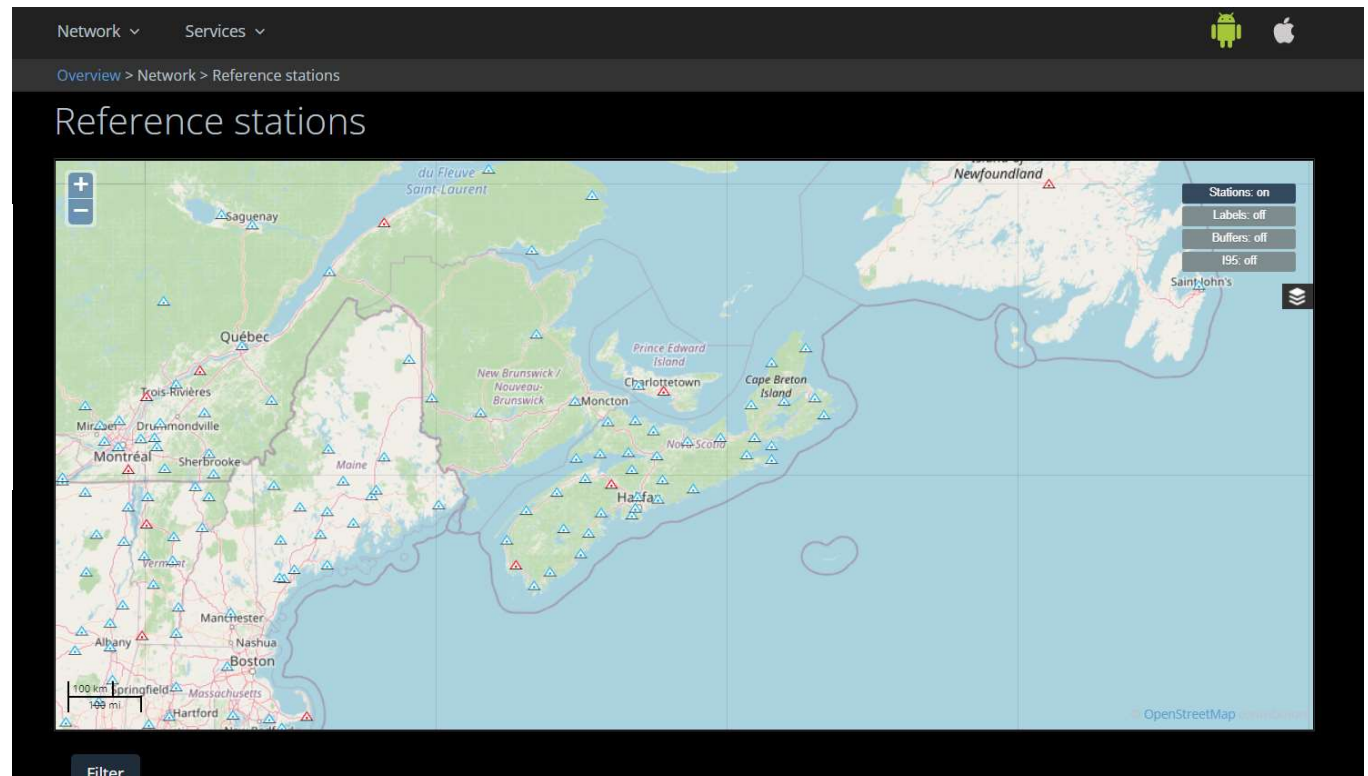 Network Services
Overview > Network > Reference stations
Reference stations
+
−
du Fleuve
Saint-Laurent
Newfoundland
Stations: on
Labels: off
Buffers: off
I95: off
Saguenay
Saint John's
Québec
Prince Edward
Island
New Brunswick /
Nouveau-
Brunswick
Charlottetown
Cape Breton
Island
Trois-Rivières
Moncton
Drummondville
Nova Scotia
Montréal
Sherbrooke
Maine
Halifax
Vermont
Manchester
Albany
Nashua
Boston
100 km
Springfield
Massachusetts
100 mi
Hartford
© OpenStreetMap
Filter